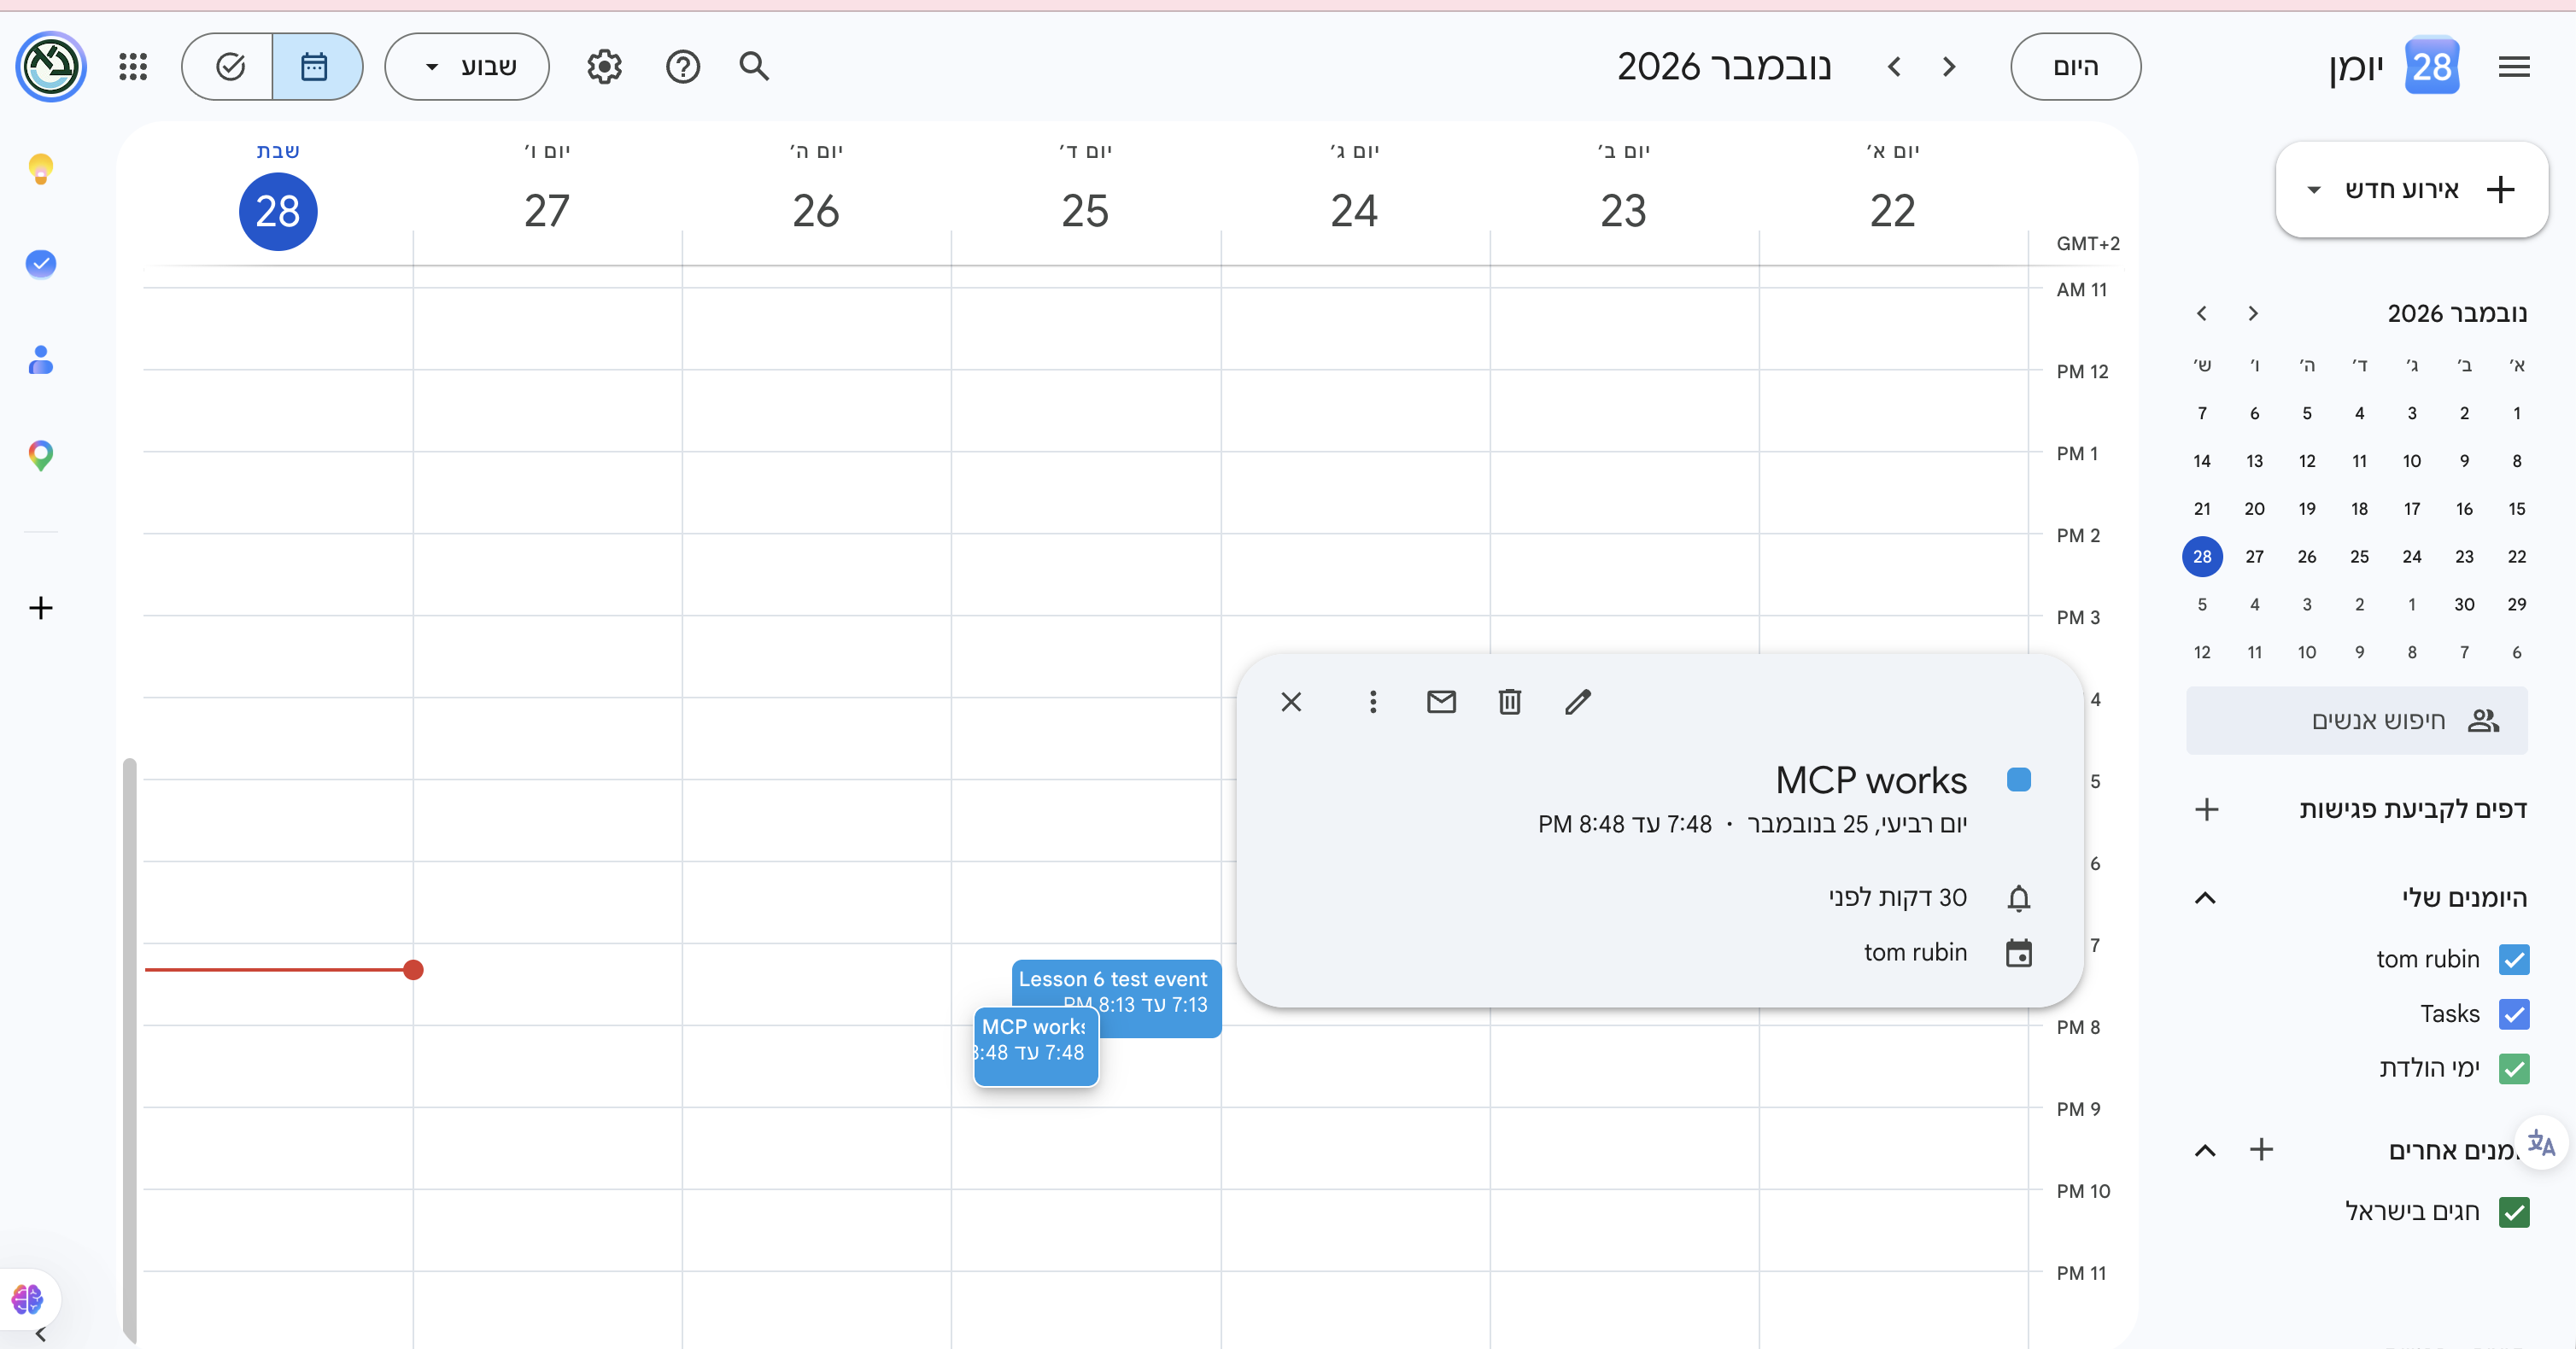 28 יומן
היום
נובמבר 2026
שבוע
אירוע חדש
נובמבר 2026
א׳ ב׳ ג׳ ד׳ ה׳ ו׳ ש׳
1 2 3 4 5 6 7
8 9 10 11 12 13 14
15 16 17 18 19 20 21
22 23 24 25 26 27 28
29 30 1 2 3 4 5
6 7 8 9 10 11 12
חיפוש אנשים
דפים לקביעת פגישות
היומנים שלי
tom rubin
Tasks
ימי הולדת
אחרים
חגים בישראל
יום א׳ יום ב׳ יום ג׳ יום ד׳ יום ה׳ יום ו׳ שבת
22 23 24 25 26 27 28
GMT+2
11 AM
12 PM
1 PM
2 PM
3 PM
4
5
6
7
8 PM
9 PM
10 PM
11 PM
MCP works
יום רביעי, 25 בנובמבר · 7:48 עד 8:48 PM
30 דקות לפני
tom rubin
Lesson 6 test event
7:13 עד 8:13 PM
MCP works
7:48 עד 8:48